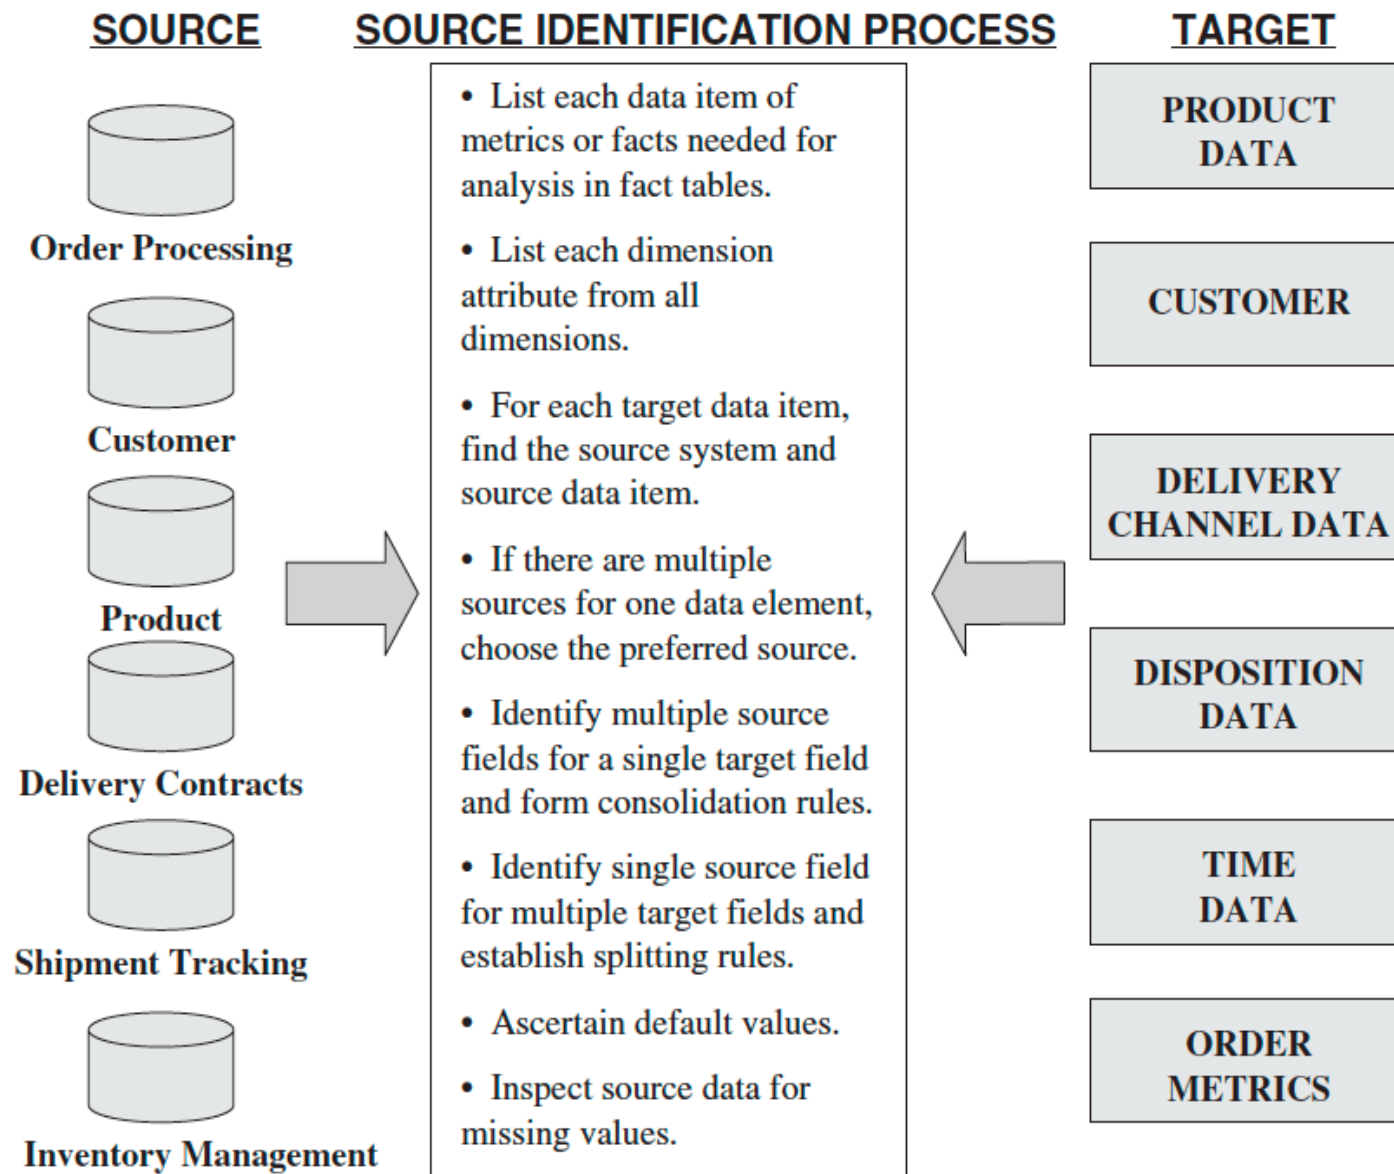 SOURCE
Order Processing
Customer
Product
Delivery Contracts
Shipment Tracking
Inventory Management
SOURCE IDENTIFICATION PROCESS
• List each data item of
metrics or facts needed for
analysis in fact tables.
• List each dimension
attribute from all
dimensions.
• For each target data item,
find the source system and
source data item.
• If there are multiple
sources for one data element,
choose the preferred source.
• Identify multiple source
fields for a single target field
and form consolidation rules.
• Identify single source field
for multiple target fields and
establish splitting rules.
• Ascertain default values.
• Inspect source data for
missing values.
TARGET
PRODUCT
DATA
CUSTOMER
DELIVERY
CHANNEL DATA
DISPOSITION
DATA
TIME
DATA
ORDER
METRICS